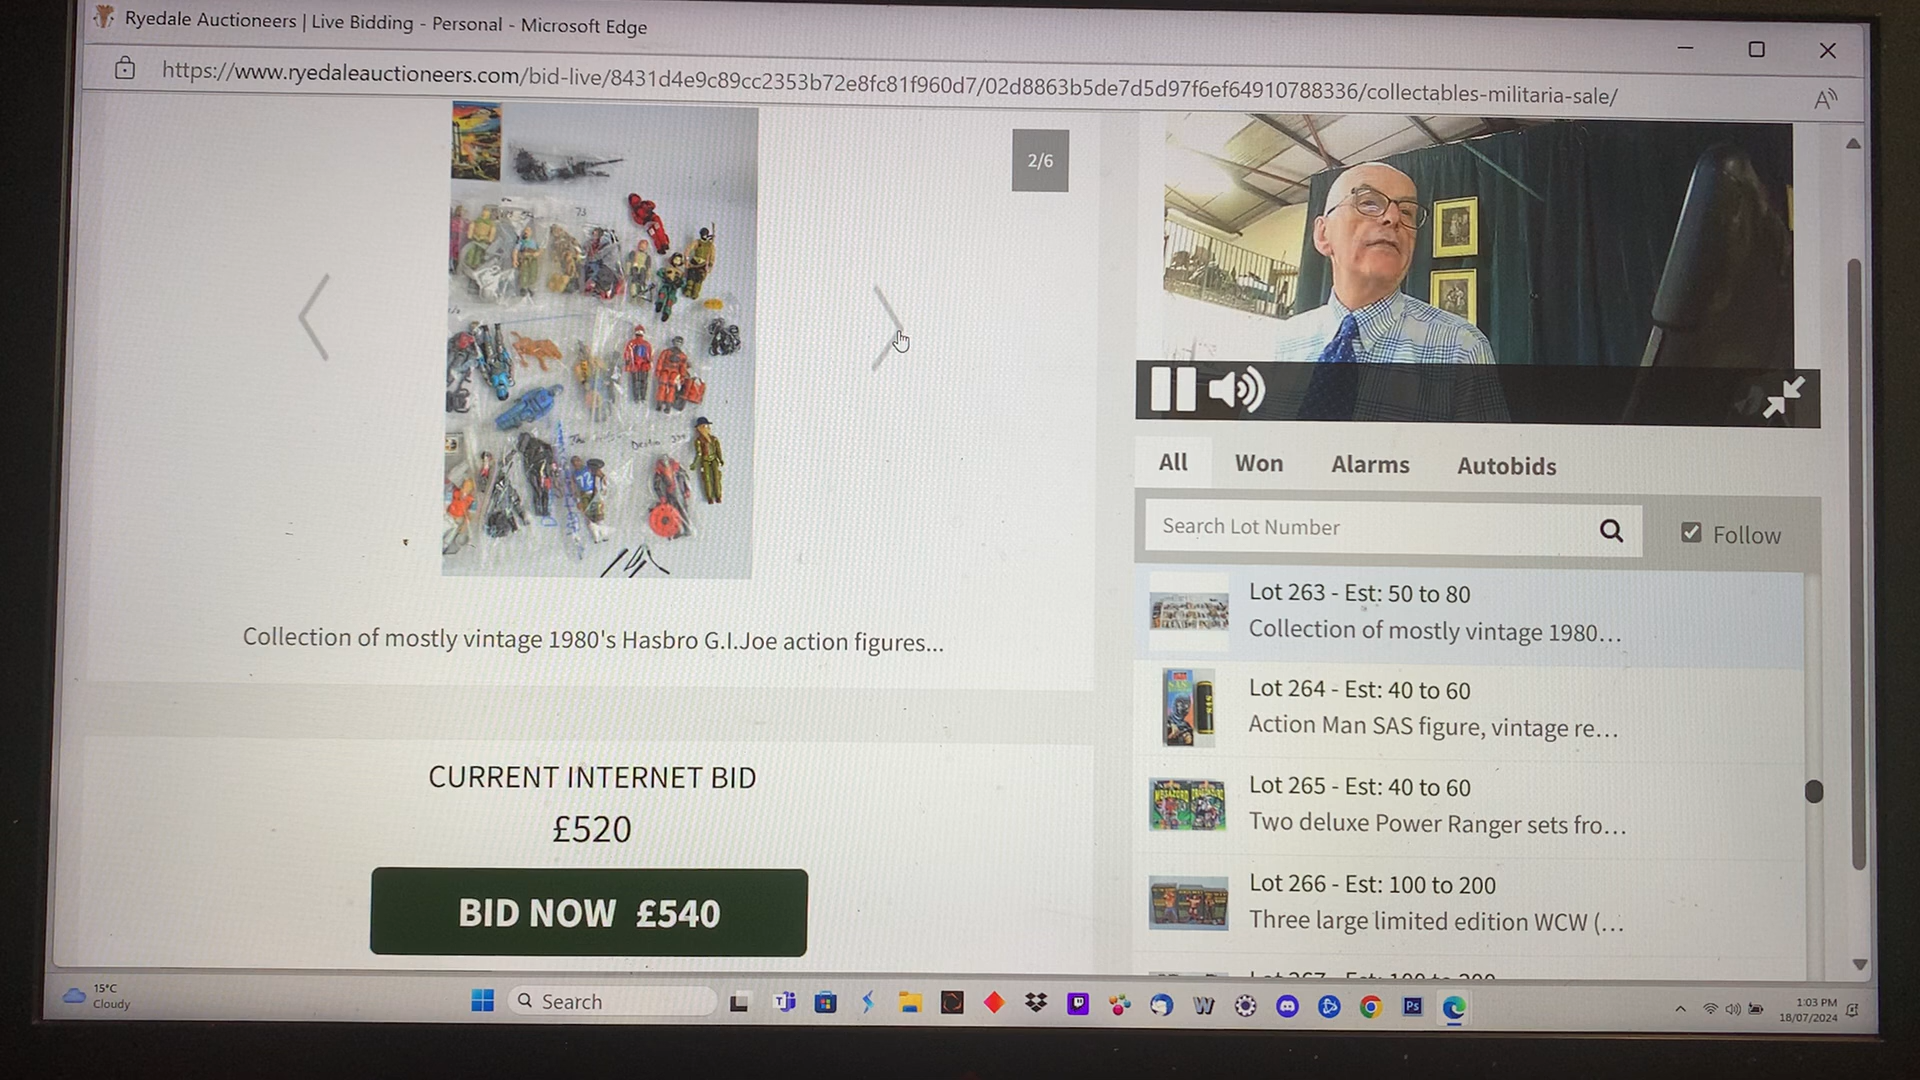 Ryedale Auctioneers | Live Bidding - Personal - Microsoft Edge
https://www.ryedaleauctioneers.com/bid-live/8431d4e9c89cc2353b72e8fc81f960d7/02d8863b5de7d5d97f6ef64910788336/collectables-militaria-sale/
2/6
73
Collection of mostly vintage 1980's Hasbro G.I.Joe action figures...
CURRENT INTERNET BID
£520
BID NOW £540
All Won Alarms Autobids
Search Lot Number
Follow
Lot 263 - Est: 50 to 80
Collection of mostly vintage 1980...
Lot 264 - Est: 40 to 60
Action Man SAS figure, vintage re...
Lot 265 - Est: 40 to 60
Two deluxe Power Ranger sets fro...
Lot 266 - Est: 100 to 200
Three large limited edition WCW (...
15°C
Cloudy
Search
Ps
1:03 PM
18/07/2024